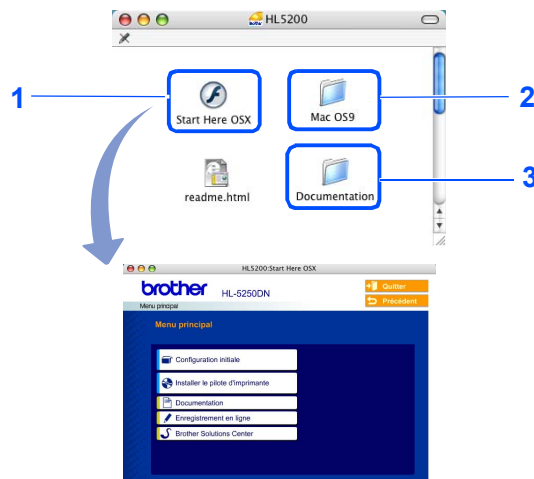 HL5200
1
2
Start Here OSX
Mac OS9
3
readme.html
Documentation
HL5200:Start Here OSX
brother
HL-5250DN
Quitter
Menu principal
Précédent
Menu principal
Configuration initiale
Installer le pilote d'imprimante
Documentation
Enregistrement en ligne
Brother Solutions Center